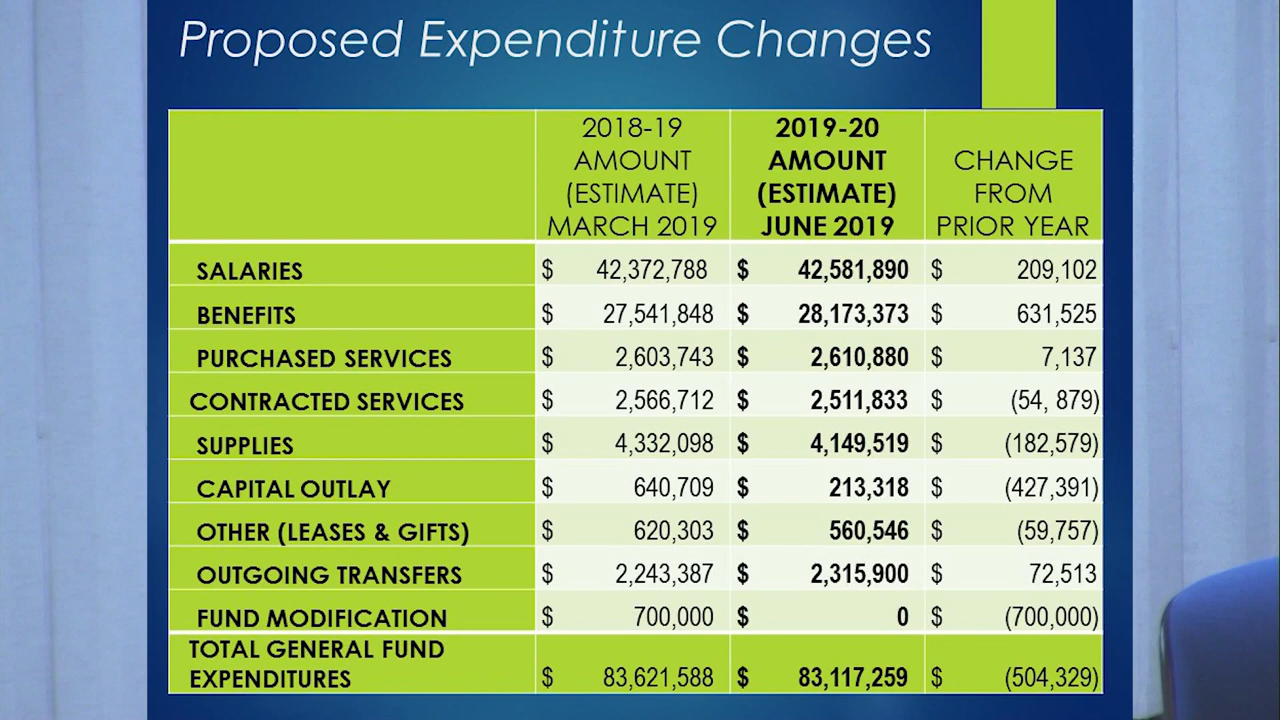 Proposed Expenditure Changes
2018-19 AMOUNT (ESTIMATE) MARCH 2019 2019-20 AMOUNT (ESTIMATE) JUNE 2019 CHANGE FROM PRIOR YEAR
SALARIES $ 42,372,788 $ 42,581,890 $ 209,102
BENEFITS $ 27,541,848 $ 28,173,373 $ 631,525
PURCHASED SERVICES $ 2,603,743 $ 2,610,880 $ 7,137
CONTRACTED SERVICES $ 2,566,712 $ 2,511,833 $ (54, 879)
SUPPLIES $ 4,332,098 $ 4,149,519 $ (182,579)
CAPITAL OUTLAY $ 640,709 $ 213,318 $ (427,391)
OTHER (LEASES & GIFTS) $ 620,303 $ 560,546 $ (59,757)
OUTGOING TRANSFERS $ 2,243,387 $ 2,315,900 $ 72,513
FUND MODIFICATION $ 700,000 $ 0 $ (700,000)
TOTAL GENERAL FUND
EXPENDITURES $ 83,621,588 $ 83,117,259 $ (504,329)